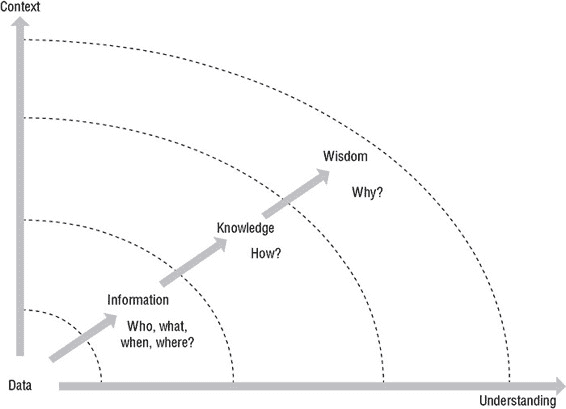 Context
Wisdom
Why?
Knowledge
How?
Information
Who, what,
when, where?
Data
Understanding